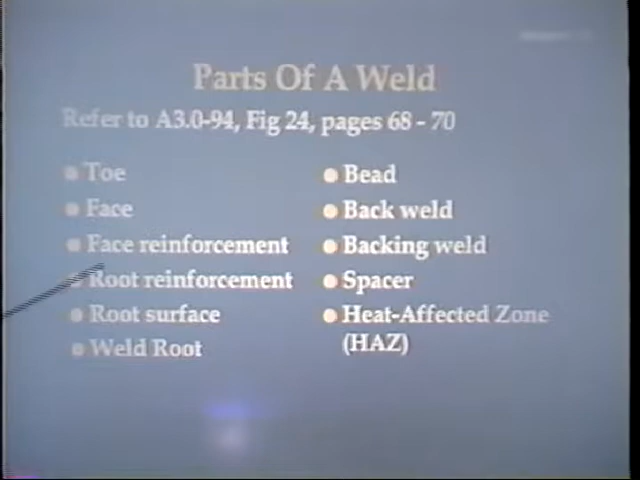 Parts Of A Weld
Refer to A3.0-94, Fig 24, pages 68 - 70
Toe
Face
Face reinforcement
Root reinforcement
Root surface
Weld Root
Bead
Back weld
Backing weld
Spacer
Heat-Affected Zone
(HAZ)